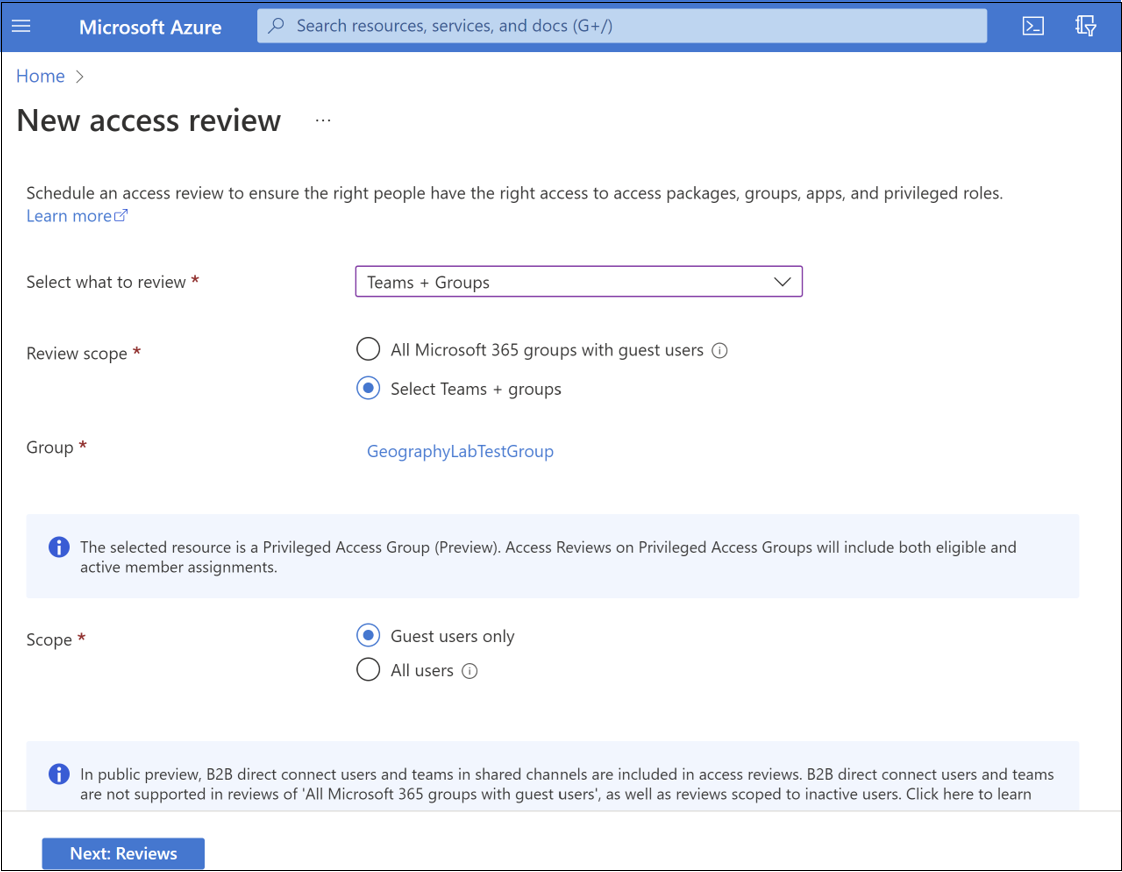 Microsoft Azure
Search resources, services, and docs (G+/)
Home
New access review
...
Schedule an access review to ensure the right people have the right access to access packages, groups, apps, and privileged roles.
Learn more
Select what to review *
Teams + Groups
Review scope *
All Microsoft 365 groups with guest users
Select Teams + groups
Group *
GeographyLabTestGroup
The selected resource is a Privileged Access Group (Preview). Access Reviews on Privileged Access Groups will include both eligible and
active member assignments.
Scope *
Guest users only
All users
In public preview, B2B direct connect users and teams in shared channels are included in access reviews. B2B direct connect users and teams
are not supported in reviews of 'All Microsoft 365 groups with guest users', as well as reviews scoped to inactive users. Click here to learn
Next: Reviews